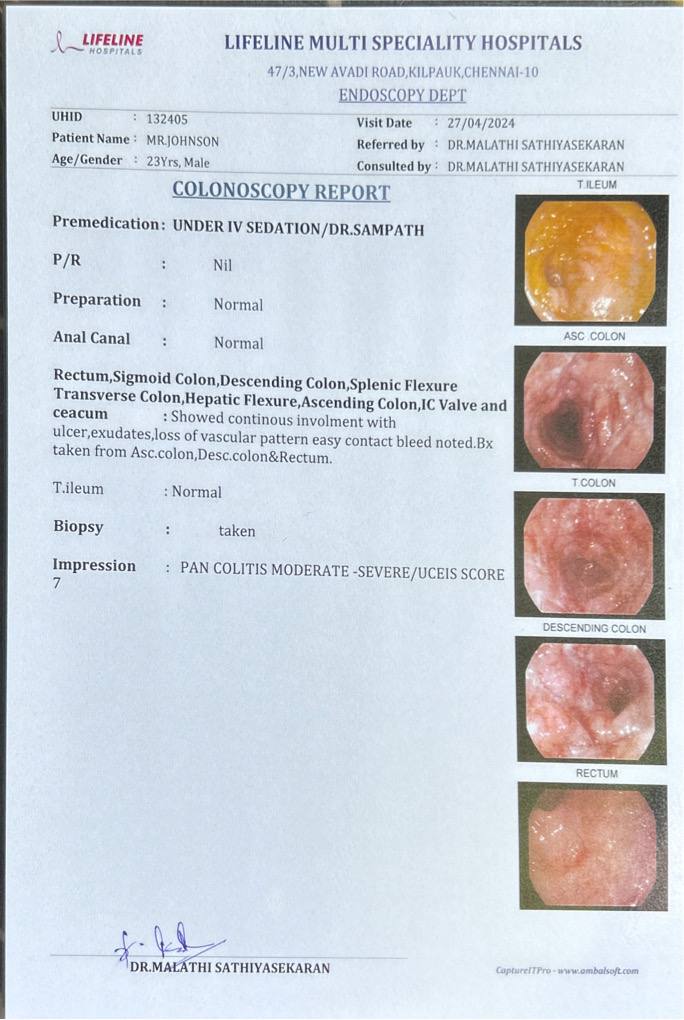 LIFELINE
HOSPITALS
LIFELINE MULTI SPECIALITY HOSPITALS
47/3,NEW AVADI ROAD,KILPAUK,CHENNAI-10
ENDOSCOPY DEPT
UHID : 132405
Visit Date : 27/04/2024
Patient Name : MR.JOHNSON
Referred by : DR.MALATHI SATHIYASEKARAN
Age/Gender : 23Yrs, Male
Consulted by : DR.MALATHI SATHIYASEKARAN
COLONOSCOPY REPORT
T.ILEUM
Premedication: UNDER IV SEDATION/DR.SAMPATH
P/R : Nil
Preparation : Normal
Anal Canal : Normal
ASC .COLON
Rectum,Sigmoid Colon,Descending Colon,Splenic Flexure
Transverse Colon,Hepatic Flexure,Ascending Colon,IC Valve and
ceacum : Showed continous involment with
ulcer,exudates,loss of vascular pattern easy contact bleed noted.Bx
taken from Asc.colon,Desc.colon&Rectum.
T.COLON
T.ileum : Normal
Biopsy : taken
Impression : PAN COLITIS MODERATE -SEVERE/UCEIS SCORE
7
DESCENDING COLON
RECTUM
DR.MALATHI SATHIYASEKARAN
CaptureITPro - www.ambalsoft.com